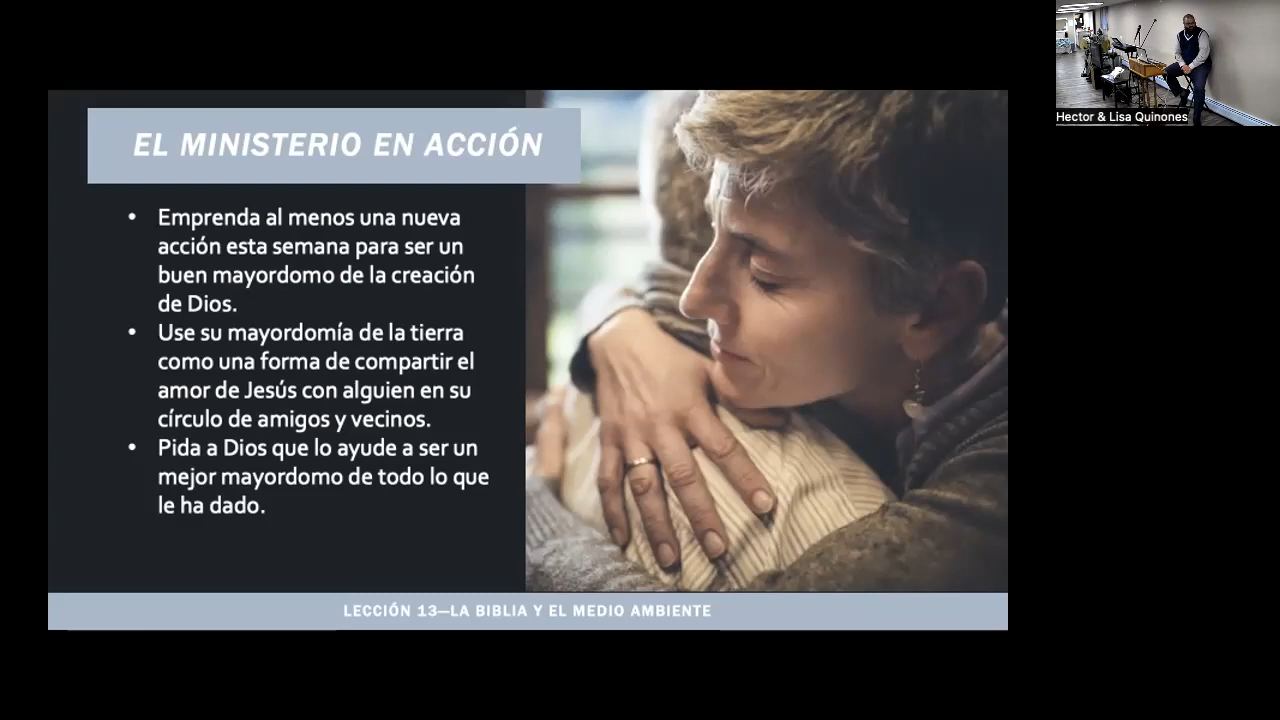 EL MINISTERIO EN ACCIÓN
• Emprenda al menos una nueva
acción esta semana para ser un
buen mayordomo de la creación
de Dios.
• Use su mayordomía de la tierra
como una forma de compartir el
amor de Jesús con alguien en su
círculo de amigos y vecinos.
• Pida a Dios que lo ayude a ser un
mejor mayordomo de todo lo que
le ha dado.
LECCIÓN 13—LA BIBLIA Y EL MEDIO AMBIENTE
Hector & Lisa Quinones